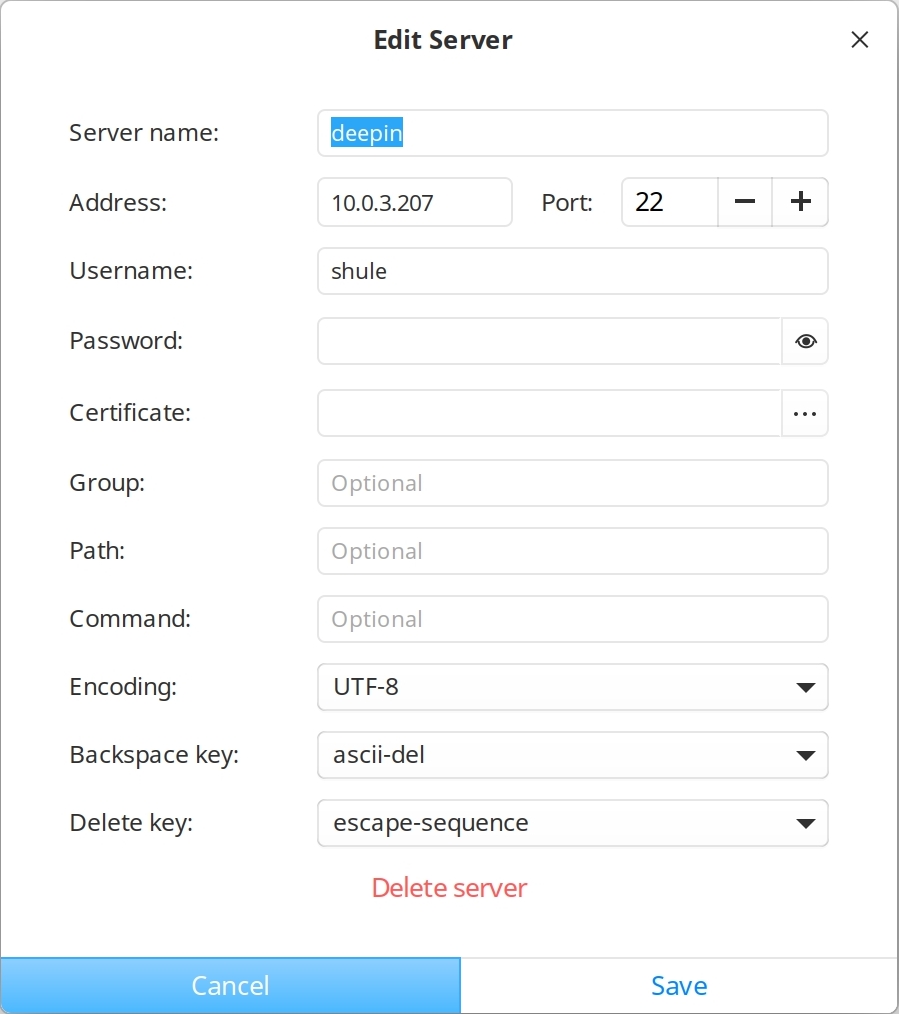 Edit Server
Server name: deepin
Address: 10.0.3.207 Port: 22
Username: shule
Password:
Certificate:
Group: Optional
Path: Optional
Command: Optional
Encoding: UTF-8
Backspace key: ascii-del
Delete key: escape-sequence
Delete server
Cancel Save